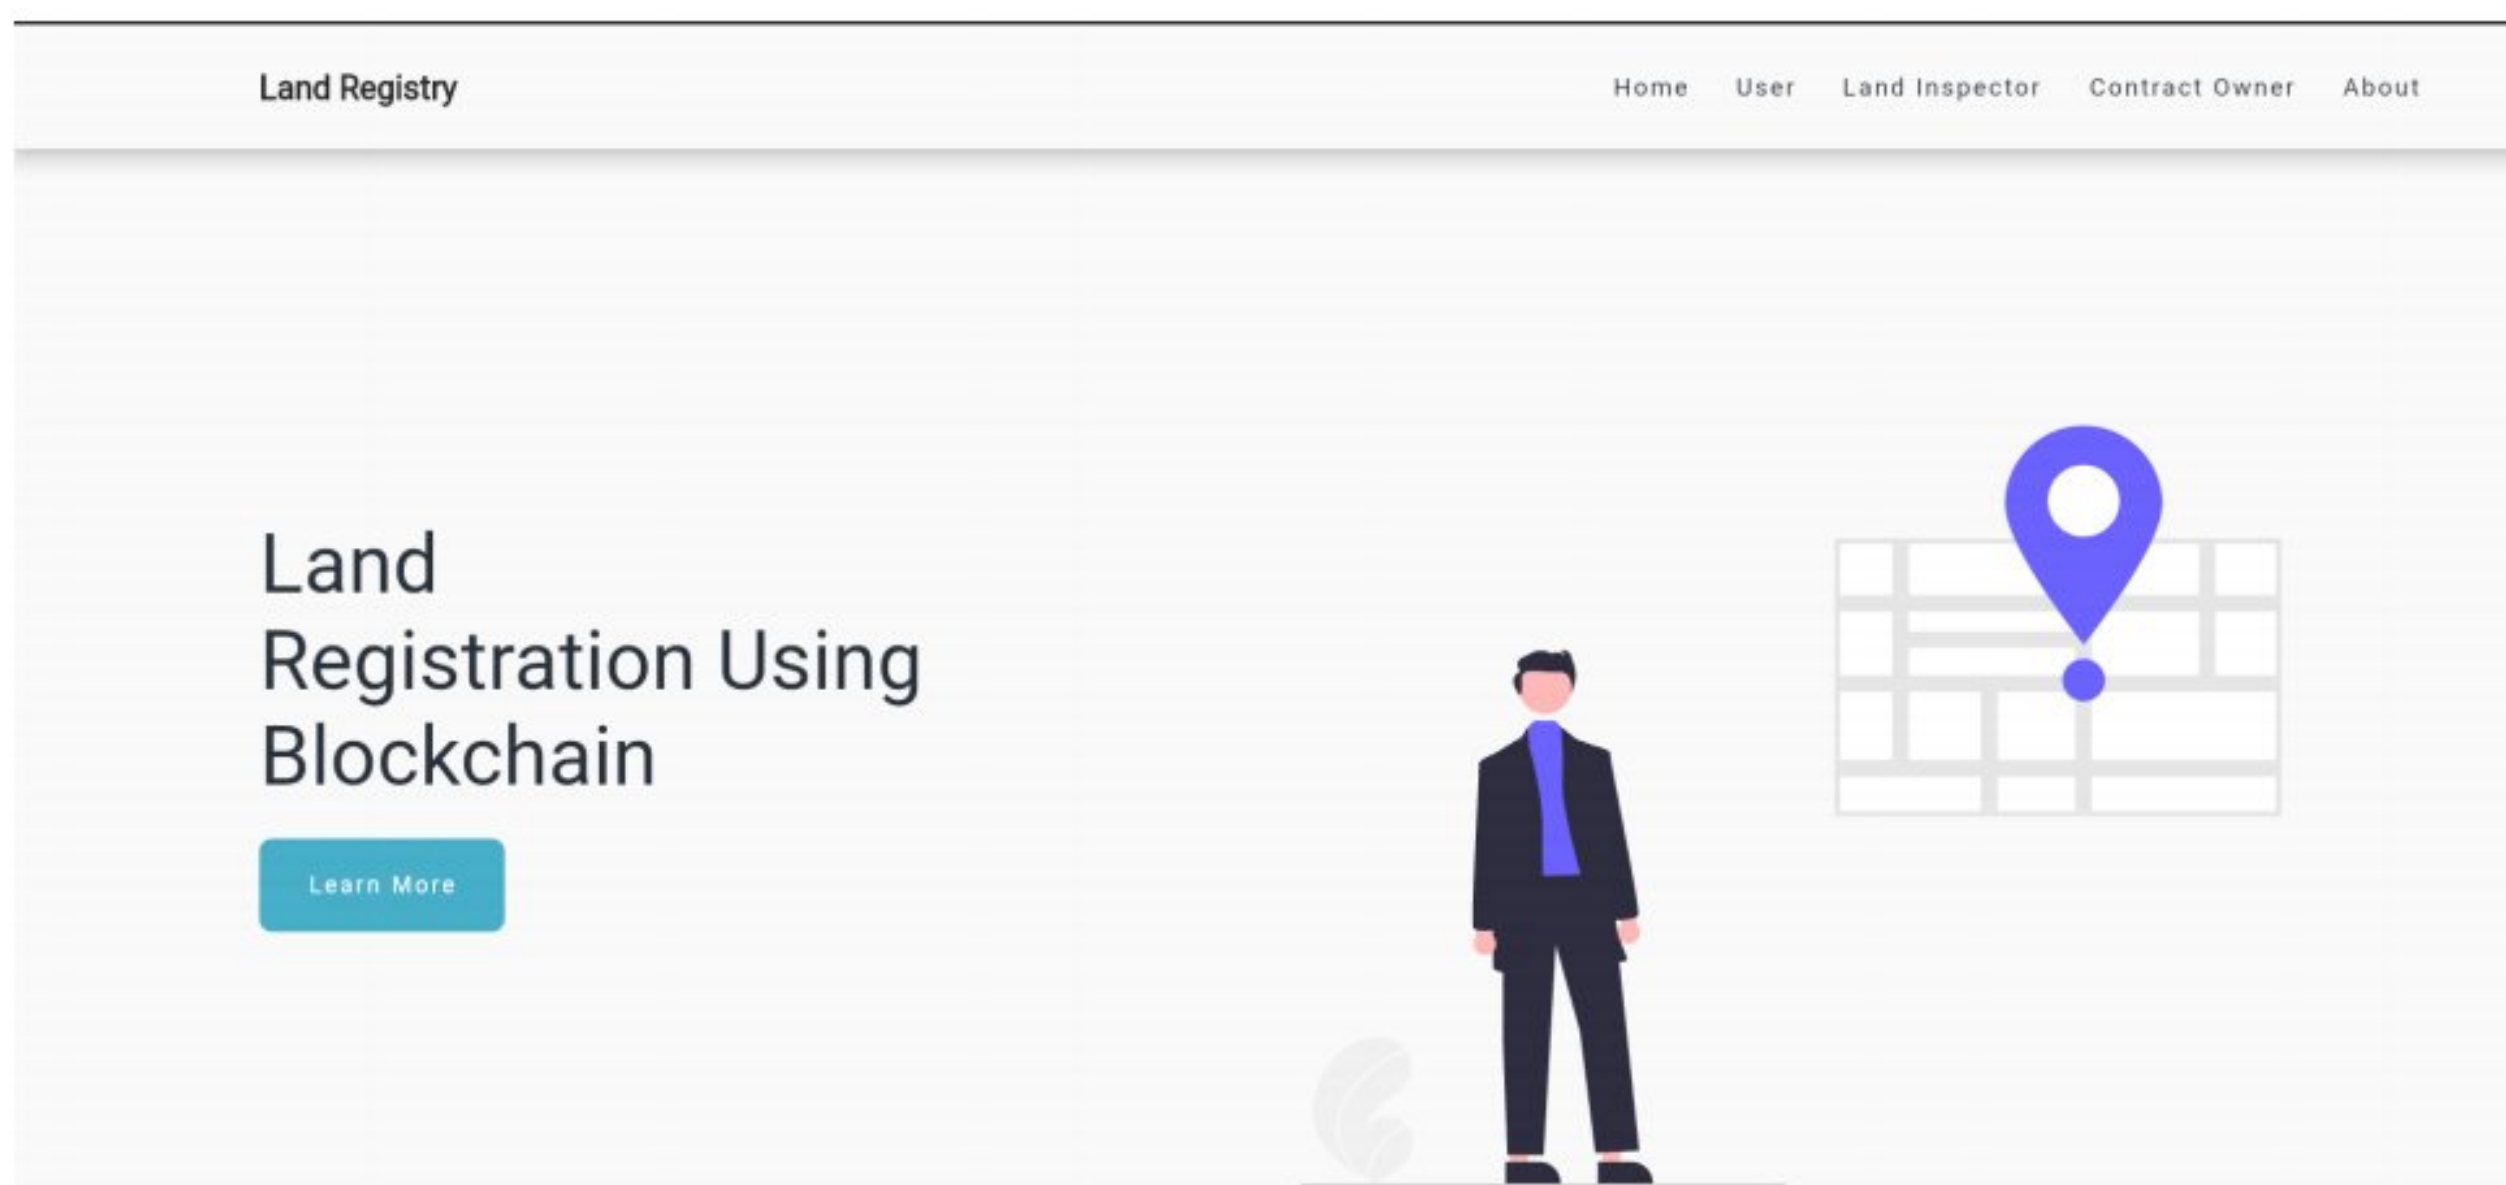 Land Registry
Home User Land Inspector Contract Owner About
Land
Registration Using
Blockchain
Learn More